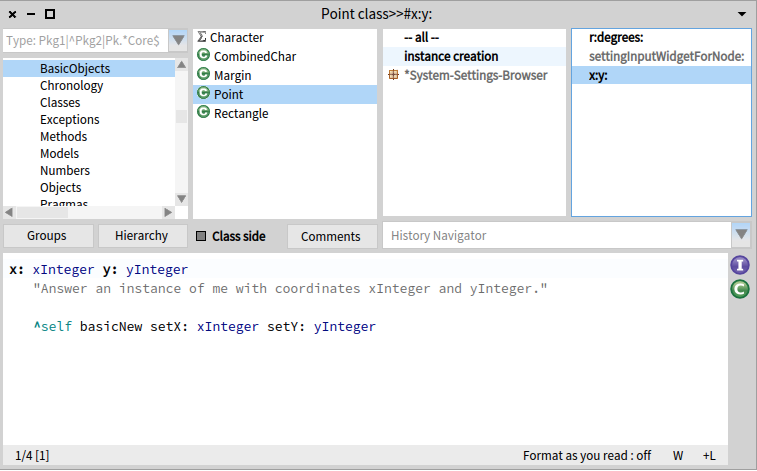 Point class>>#x:y:
Type: Pkg1|^Pkg2|Pk.*Core$
BasicObjects
Chronology
Classes
Exceptions
Methods
Models
Numbers
Objects
Pragmas
Character
CombinedChar
Margin
Point
Rectangle
-- all --
instance creation
*System-Settings-Browser
r:degrees:
settingInputWidgetForNode:
x:y:
Groups
Hierarchy
Class side
Comments
History Navigator
x: xInteger y: yInteger
"Answer an instance of me with coordinates xInteger and yInteger."
^self basicNew setX: xInteger setY: yInteger
I
C
1/4 [1]
Format as you read : off
W
+L